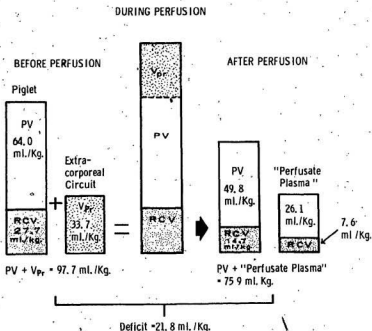 DURING PERFUSION
BEFORE PERFUSION
AFTER PERFUSION
Piglet
PV
64.0
ml./Kg.
RCV
27.7
ml/kg.
+
Extra-
corporeal
Circuit
VPr
33.7
ml./Kg.
=
Vpr
PV
RCV
PV
49.8
ml./Kg.
RCV
14.7
ml/kg
"Perfusate
Plasma"
26.1
ml./Kg.
RCV
7.6
ml /Kg.
PV + VPr = 97.7 ml./Kg.
PV + "Perfusate Plasma"
= 75 9 ml. Kg.
Deficit =21.8 ml./Kg.